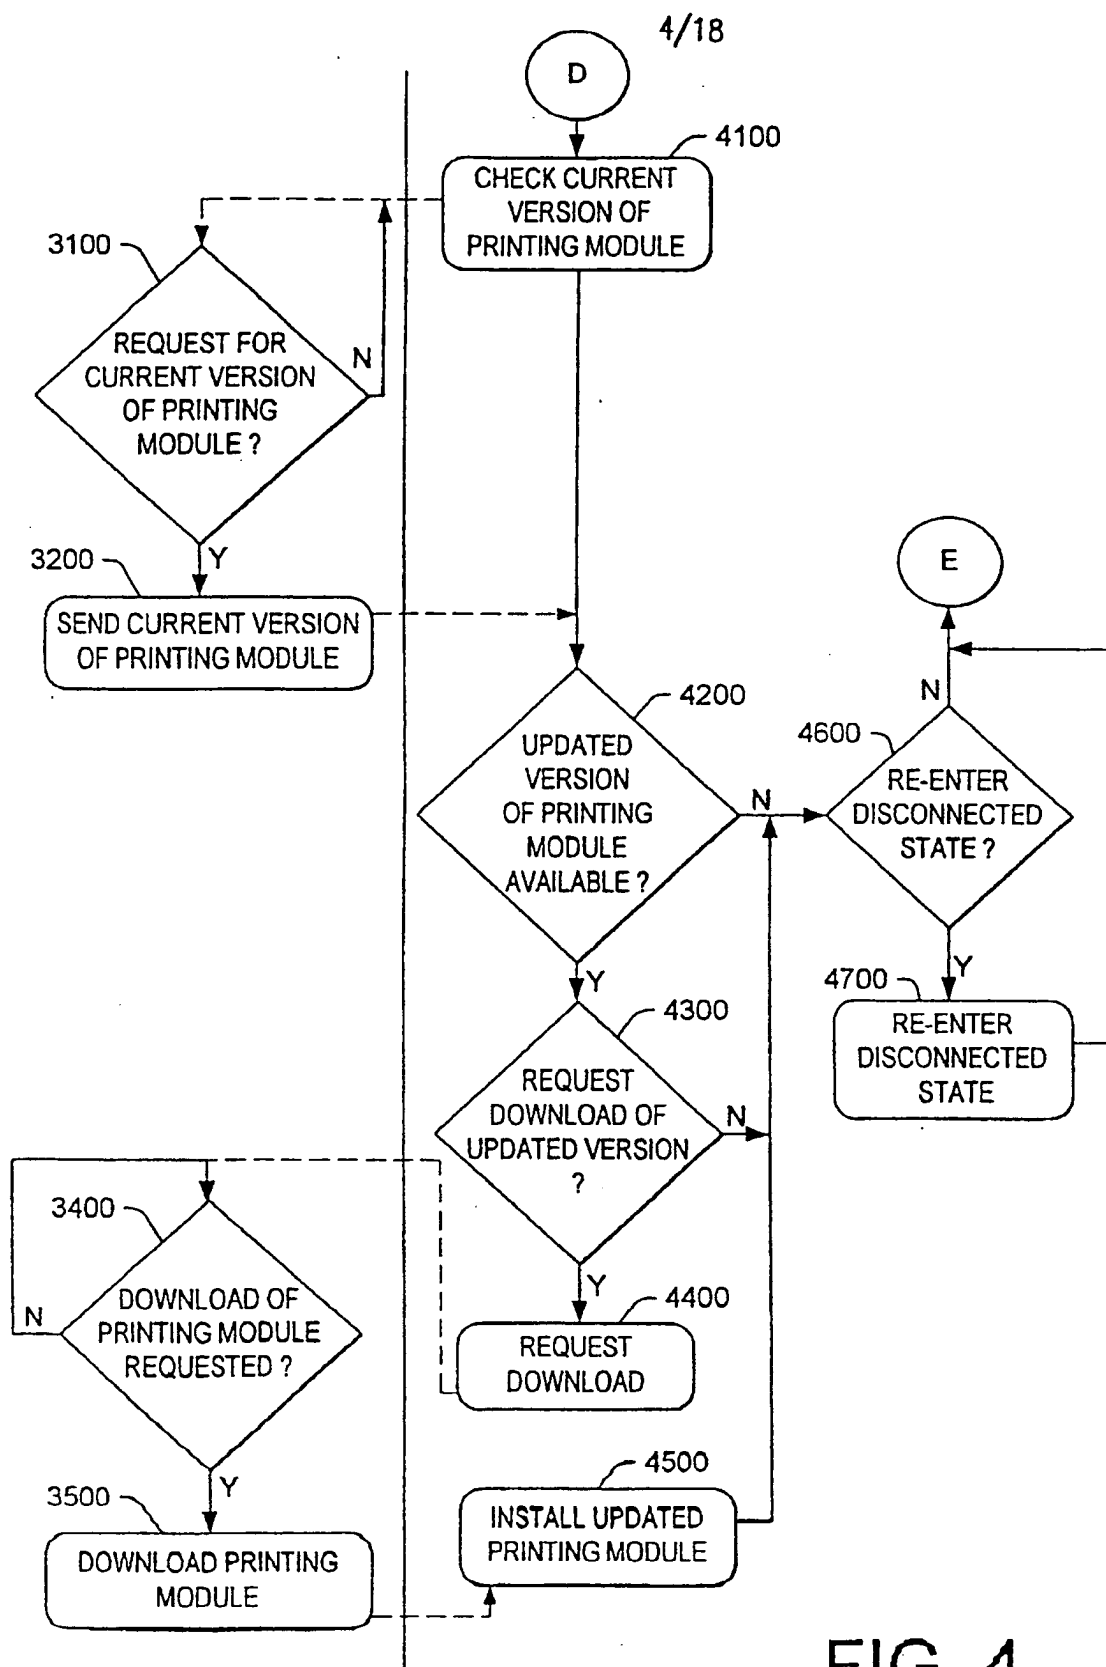 4/18
D
4100
CHECK CURRENT
VERSION OF
PRINTING MODULE
3100
REQUEST FOR
CURRENT VERSION
OF PRINTING
MODULE ?
N
Y
3200
SEND CURRENT VERSION
OF PRINTING MODULE
E
N
4200
UPDATED
VERSION
OF PRINTING
MODULE
AVAILABLE ?
N
Y
4600
RE-ENTER
DISCONNECTED
STATE ?
Y
4700
RE-ENTER
DISCONNECTED
STATE
4300
REQUEST
DOWNLOAD OF
UPDATED VERSION
?
N
Y
3400
DOWNLOAD OF
PRINTING MODULE
REQUESTED ?
N
Y
4400
REQUEST
DOWNLOAD
4500
INSTALL UPDATED
PRINTING MODULE
3500
DOWNLOAD PRINTING
MODULE
FIG. 4